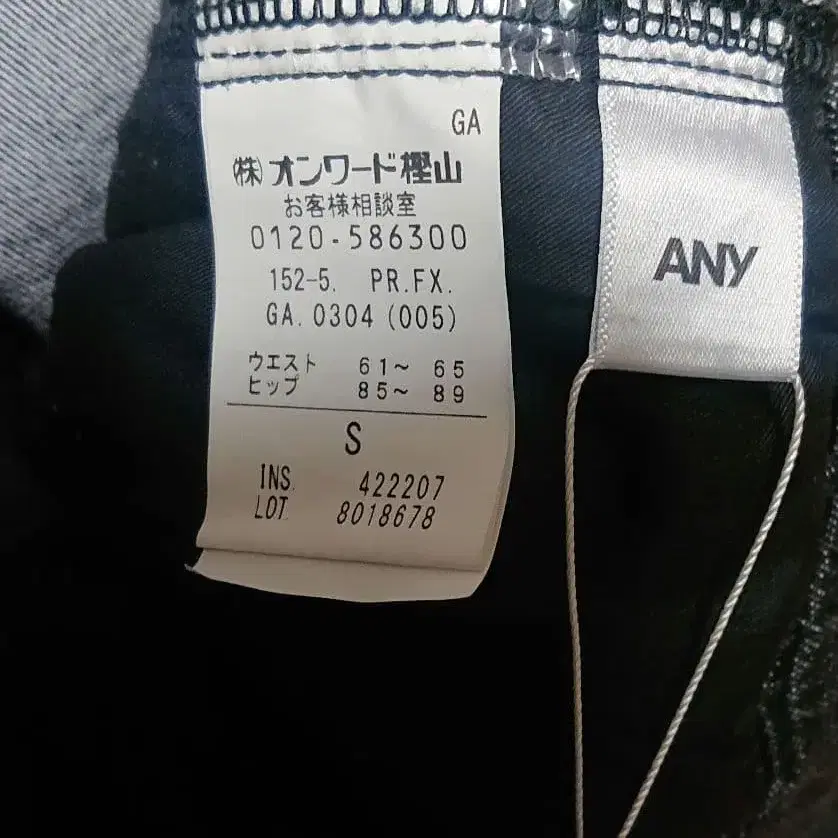 GA
㈱オンワード樫山
お客様相談室
0120-586300
152-5. PR.FX.
GA.0304(005)
ウエスト 61〜 65
ヒップ 85〜 89
S
INS. 422207
LOT. 8018678
ANY